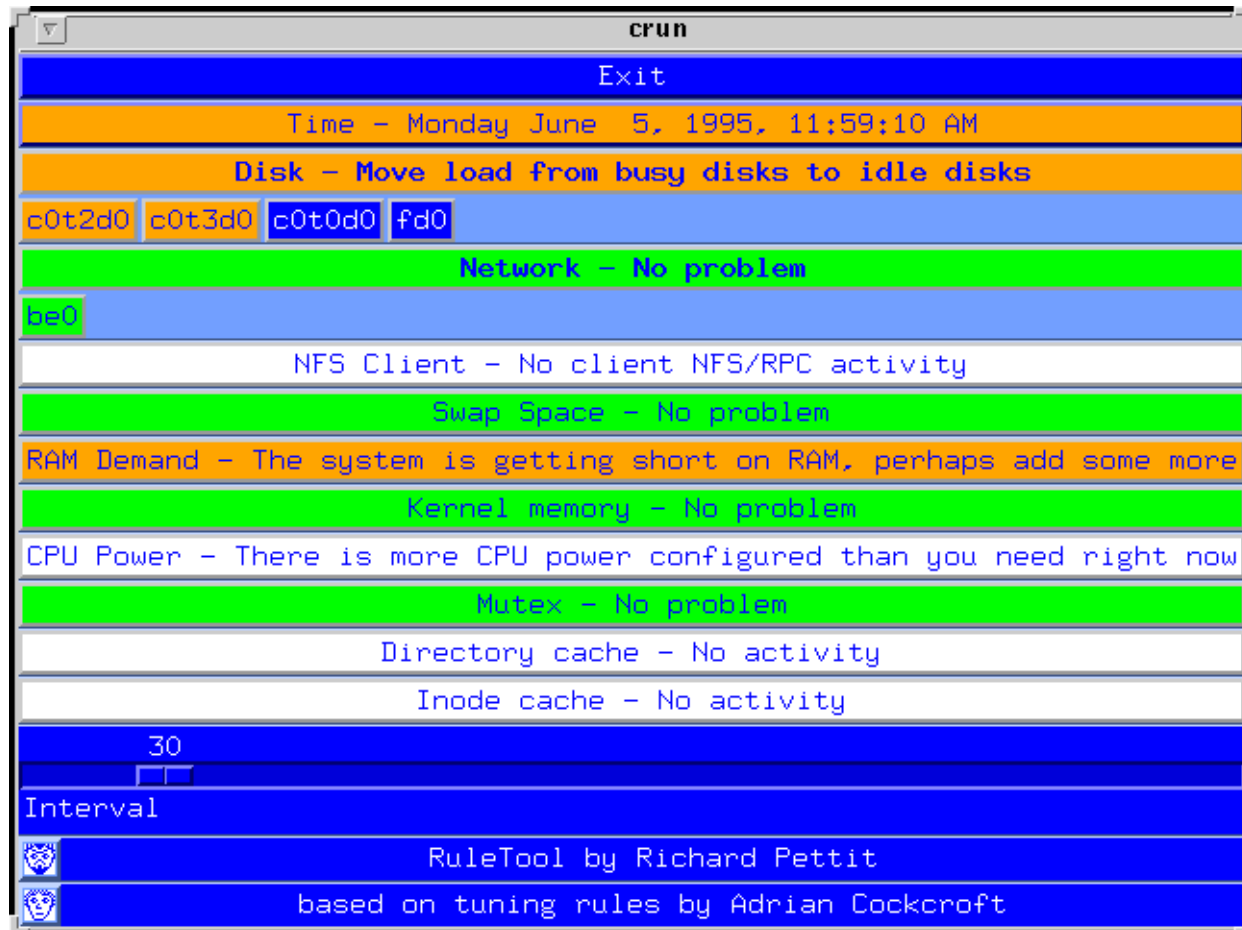 crun
Exit
Time - Monday June  5, 1995, 11:59:10 AM
Disk - Move load from busy disks to idle disks
c0t2d0 c0t3d0 c0t0d0 fd0
Network - No problem
be0
NFS Client - No client NFS/RPC activity
Swap Space - No problem
RAM Demand - The system is getting short on RAM, perhaps add some more
Kernel memory - No problem
CPU Power - There is more CPU power configured than you need right now
Mutex - No problem
Directory cache - No activity
Inode cache - No activity
30
Interval
RuleTool by Richard Pettit
based on tuning rules by Adrian Cockcroft